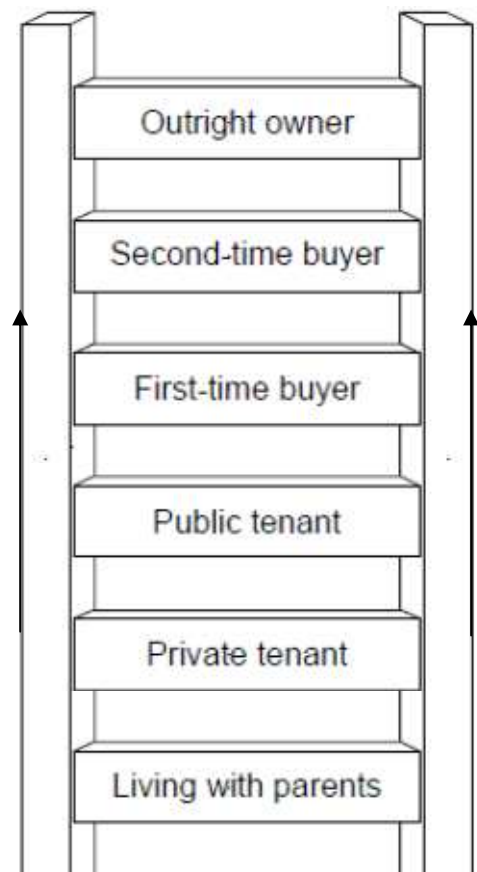 Outright owner
Second-time buyer
First-time buyer
Public tenant
Private tenant
Living with parents